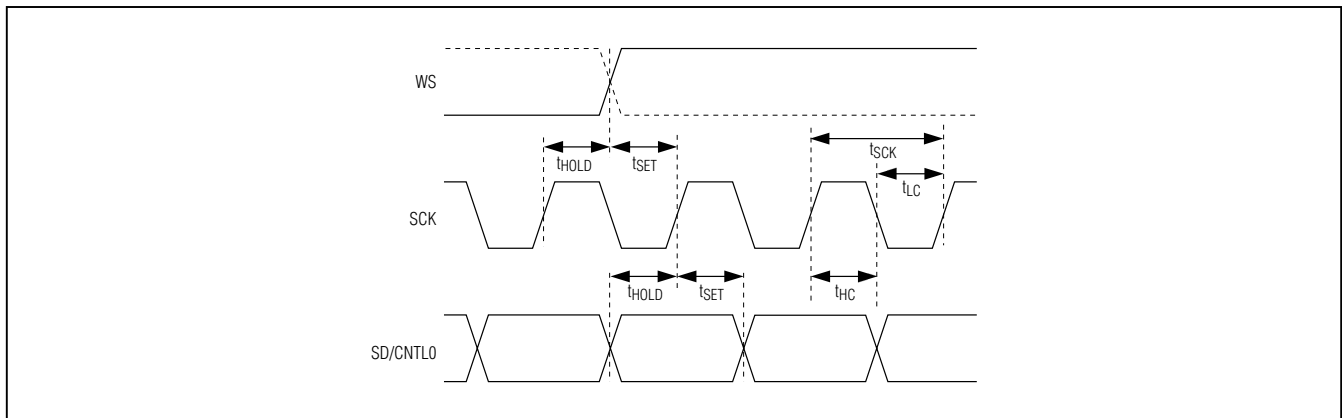 WS
tSCK
tHOLD
tSET
tLC
SCK
tHOLD
tSET
tHC
SD/CNTL0